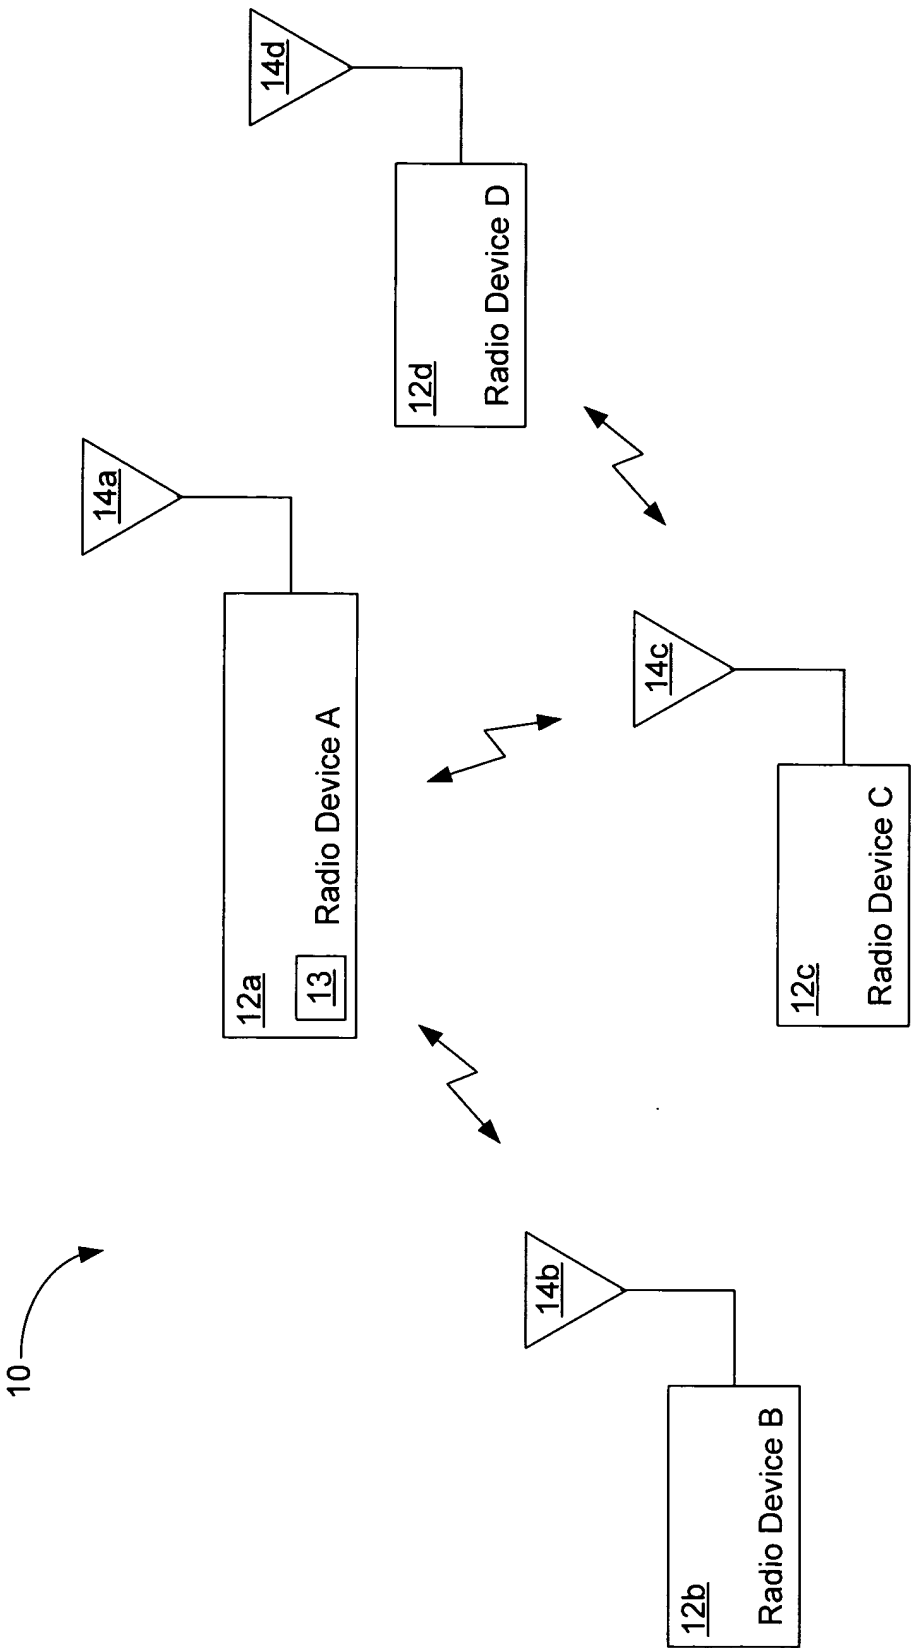 10
14d
14a
12d
Radio Device D
12a
13
Radio Device A
14c
14b
12c
Radio Device C
12b
Radio Device B